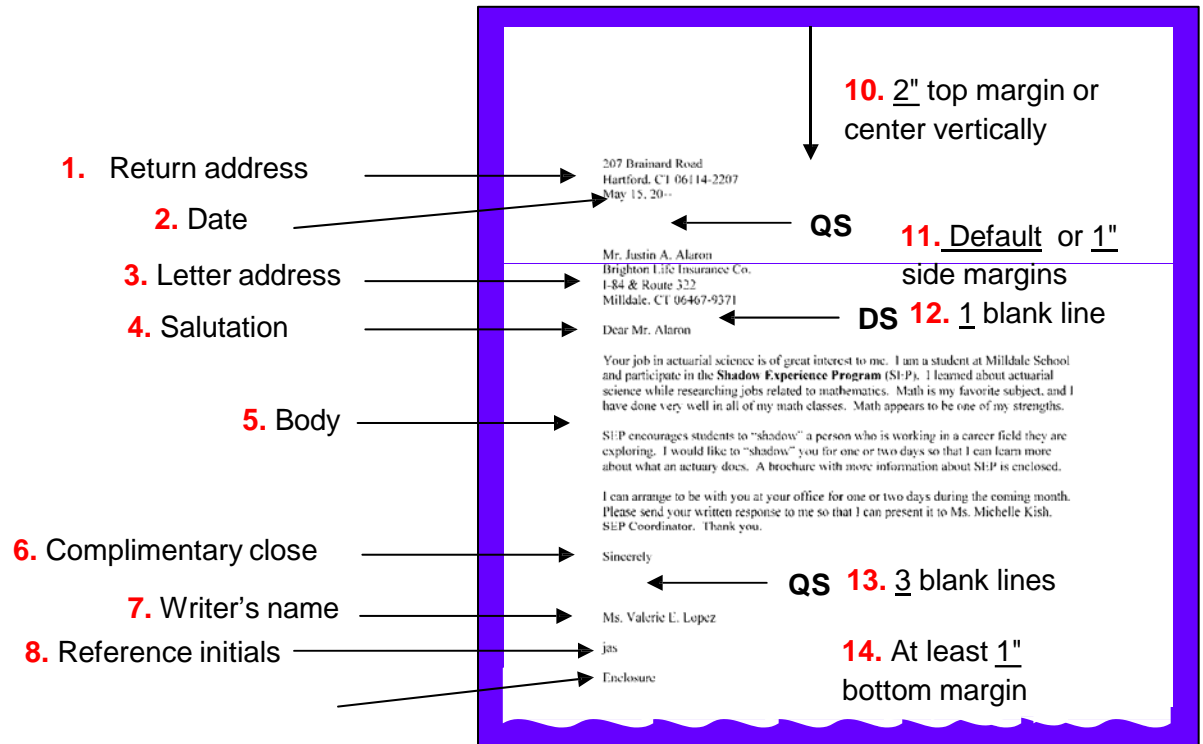 10. 2" top margin or
center vertically
1. Return address
2. Date
3. Letter address
4. Salutation
5. Body
6. Complimentary close
7. Writer’s name
8. Reference initials
207 Brainard Road
Hartford, CT 06114-2207
May 15, 20--
QS
11. Default or 1"
side margins
Mr. Justin A. Alaron
Brighton Life Insurance Co.
I-84 & Route 322
Milldale, CT 06467-9371
DS 12. 1 blank line
Dear Mr. Alaron
Your job in actuarial science is of great interest to me. I am a student at Milldale School
and participate in the Shadow Experience Program (SEP). I learned about actuarial
science while researching jobs related to mathematics. Math is my favorite subject, and I
have done very well in all of my math classes. Math appears to be one of my strengths.
SEP encourages students to “shadow” a person who is working in a career field they are
exploring. I would like to “shadow” you for one or two days so that I can learn more
about what an actuary does. A brochure with more information about SEP is enclosed.
I can arrange to be with you at your office for one or two days during the coming month.
Please send your written response to me so that I can present it to Ms. Michelle Kish,
SEP Coordinator. Thank you.
Sincerely
QS 13. 3 blank lines
Ms. Valerie E. Lopez
jas
Enclosure
14. At least 1"
bottom margin